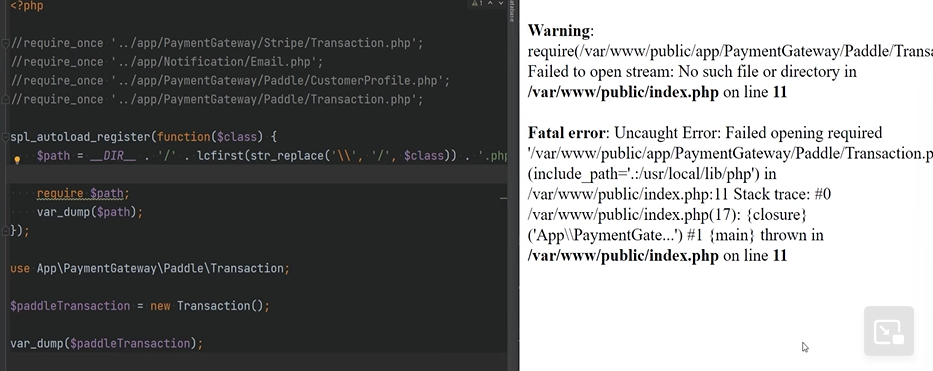 <?php
//require_once '../app/PaymentGateway/Stripe/Transaction.php';
//require_once '../app/Notification/Email.php';
//require_once '../app/PaymentGateway/Paddle/CustomerProfile.php';
//require_once '../app/PaymentGateway/Paddle/Transaction.php';
spl_autoload_register(function($class) {
$path = __DIR__ . '/' . lcfirst(str_replace('\\', '/', $class)) . '.php
require $path;
var_dump($path);
});
use App\PaymentGateway\Paddle\Transaction;
$paddleTransaction = new Transaction();
var_dump($paddleTransaction);
1
Warning:
require(/var/www/public/app/PaymentGateway/Paddle/Transa
Failed to open stream: No such file or directory in
/var/www/public/index.php on line 11
Fatal error: Uncaught Error: Failed opening required
'/var/www/public/app/PaymentGateway/Paddle/Transaction.p
(include_path='.:/usr/local/lib/php') in
/var/www/public/index.php:11 Stack trace: #0
/var/www/public/index.php(17): {closure}
('App\\PaymentGate...') #1 {main} thrown in
/var/www/public/index.php on line 11